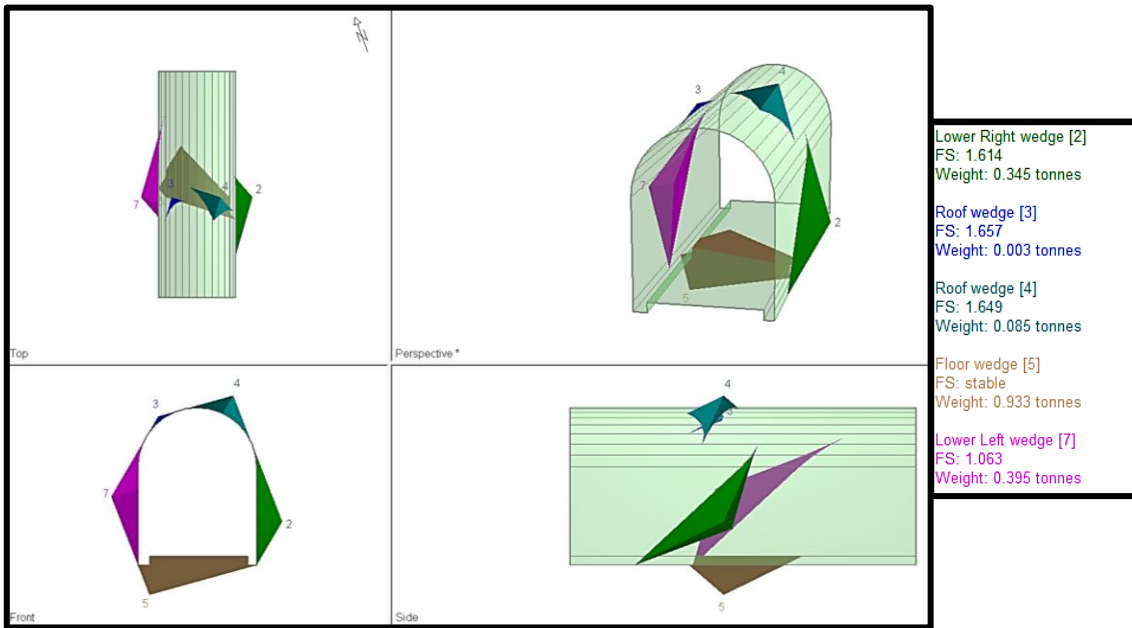 N
3
4
2
7
Top
4
3
7
2
5
Perspective *
4
3
7
2
5
Front
4
3
5
Side
Lower Right wedge [2]
FS: 1.614
Weight: 0.345 tonnes
Roof wedge [3]
FS: 1.657
Weight: 0.003 tonnes
Roof wedge [4]
FS: 1.649
Weight: 0.085 tonnes
Floor wedge [5]
FS: stable
Weight: 0.933 tonnes
Lower Left wedge [7]
FS: 1.063
Weight: 0.395 tonnes